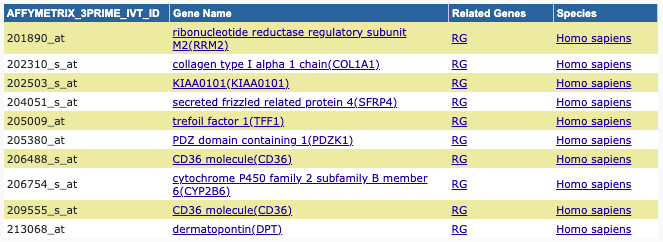 AFFYMETRIX_3PRIME_IVT_ID Gene Name Related Genes Species
201890_at ribonucleotide reductase regulatory subunit M2(RRM2) RG Homo sapiens
202310_s_at collagen type I alpha 1 chain(COL1A1) RG Homo sapiens
202503_s_at KIAA0101(KIAA0101) RG Homo sapiens
204051_s_at secreted frizzled related protein 4(SFRP4) RG Homo sapiens
205009_at trefoil factor 1(TFF1) RG Homo sapiens
205380_at PDZ domain containing 1(PDZK1) RG Homo sapiens
206488_s_at CD36 molecule(CD36) RG Homo sapiens
206754_s_at cytochrome P450 family 2 subfamily B member 6(CYP2B6) RG Homo sapiens
209555_s_at CD36 molecule(CD36) RG Homo sapiens
213068_at dermatopontin(DPT) RG Homo sapiens